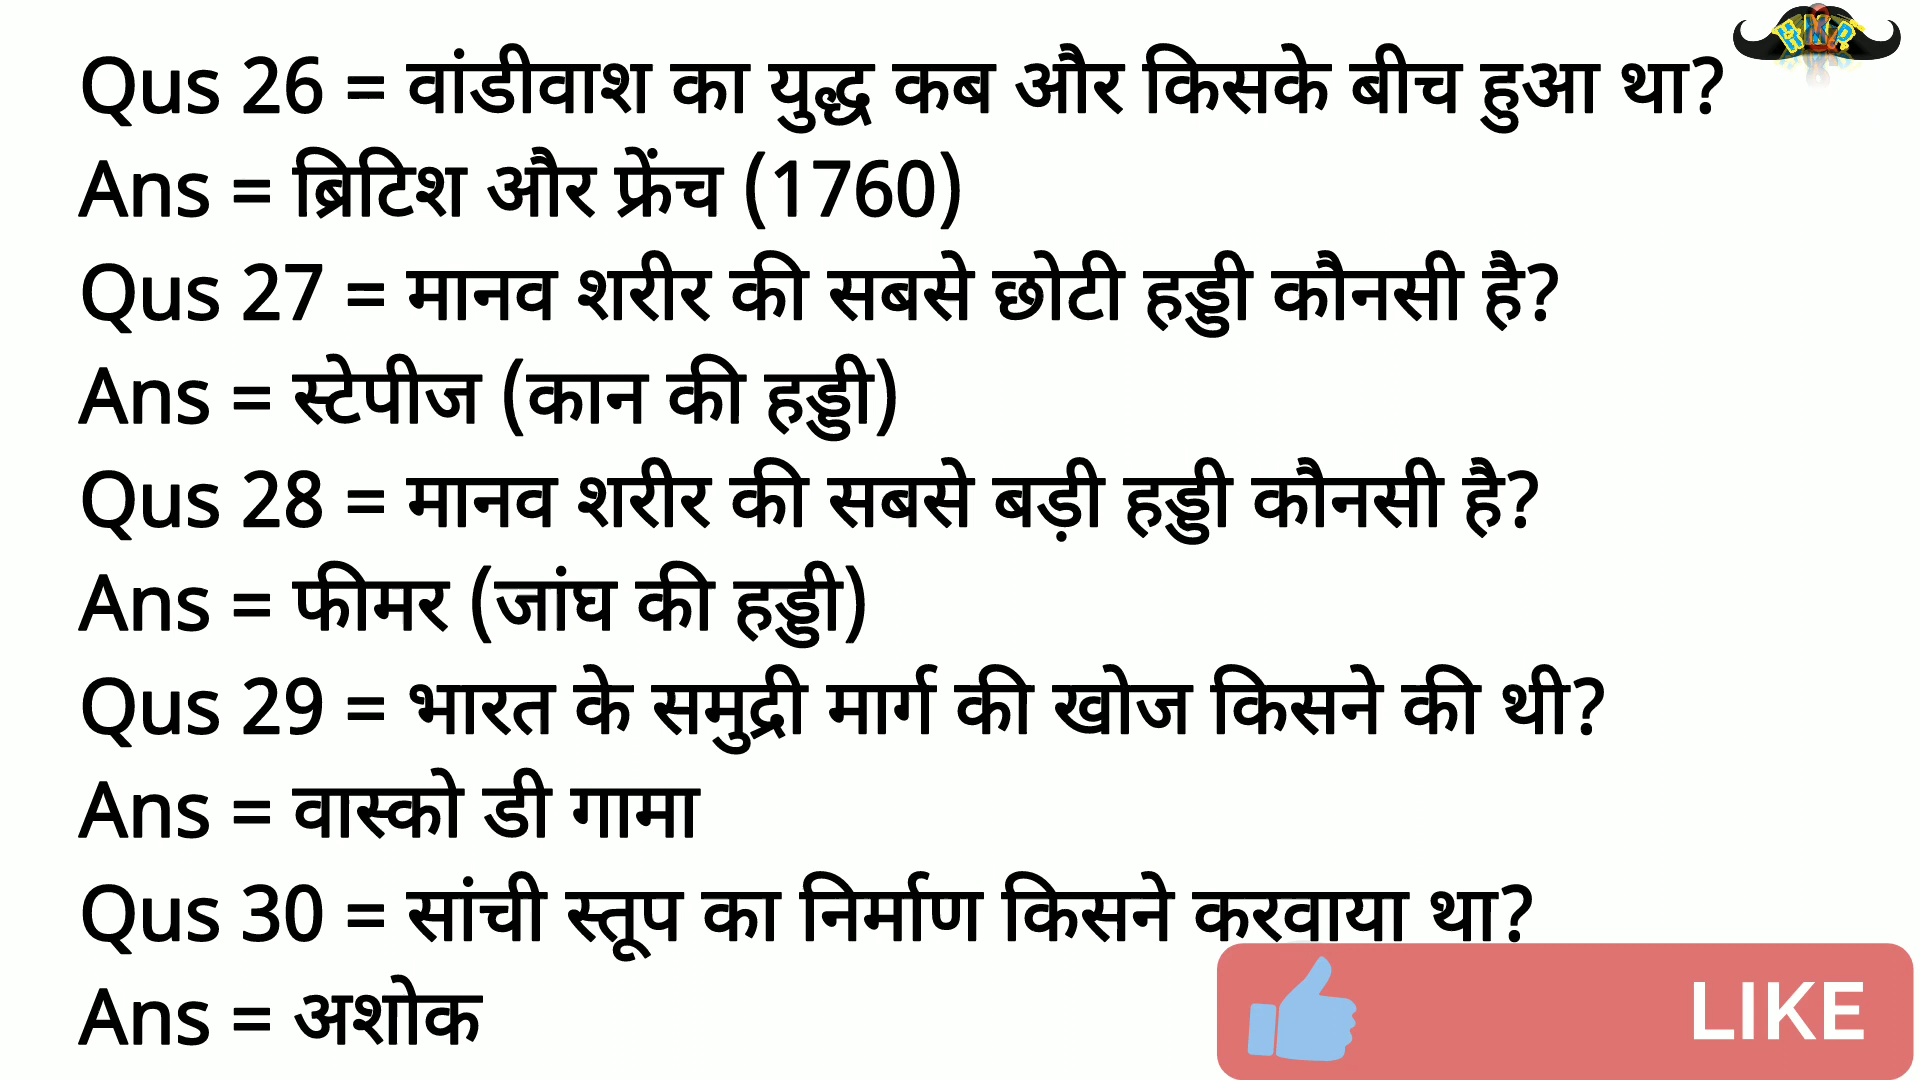 Qus 26 = वांडीवाश का युद्ध कब और किसके बीच हुआ था?
Ans = ब्रिटिश और फ्रेंच (1760)
Qus 27 = मानव शरीर की सबसे छोटी हड्डी कौनसी है?
Ans = स्टेपीज (कान की हड्डी)
Qus 28 = मानव शरीर की सबसे बड़ी हड्डी कौनसी है?
Ans = फीमर (जांघ की हड्डी)
Qus 29 = भारत के समुद्री मार्ग की खोज किसने की थी?
Ans = वास्को डी गामा
Qus 30 = सांची स्तूप का निर्माण किसने करवाया था?
Ans = अशोक
LIKE